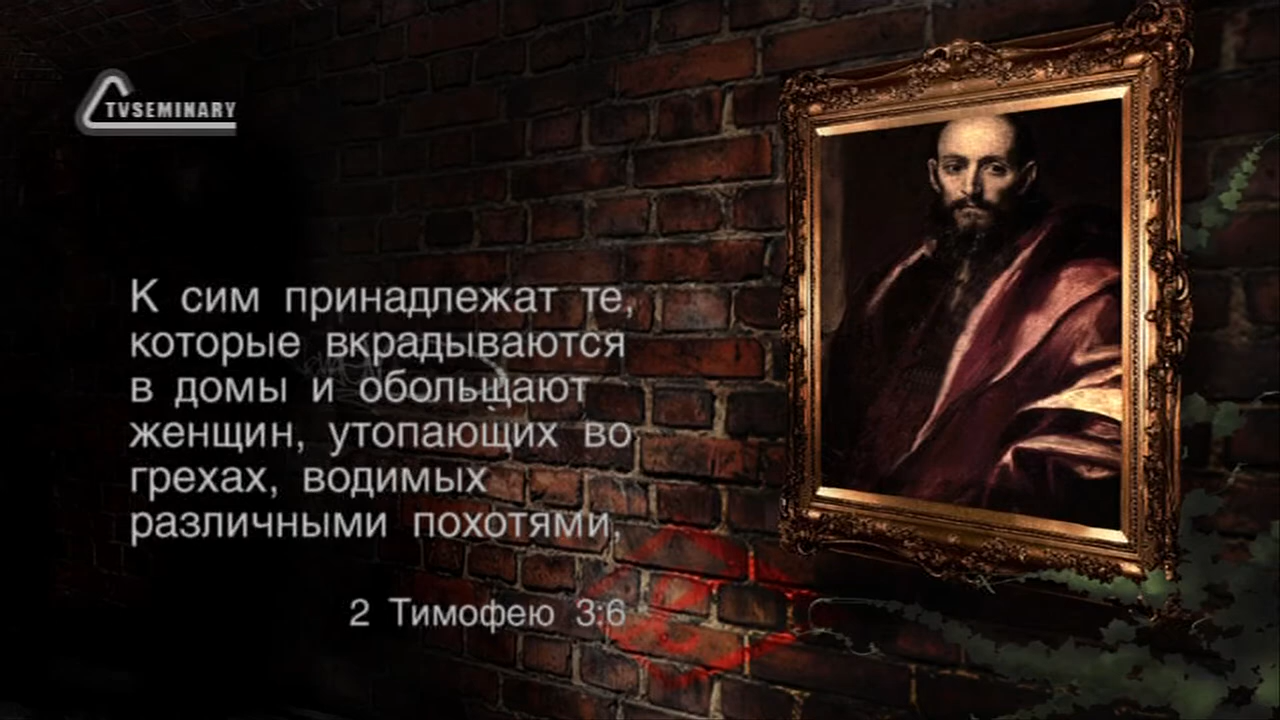 TVSEMINARY
К сим принадлежат те,
которые вкрадываются
в домы и обольщают
женщин, утопающих во
грехах, водимых
различными похотями,
2 Тимофею 3:6